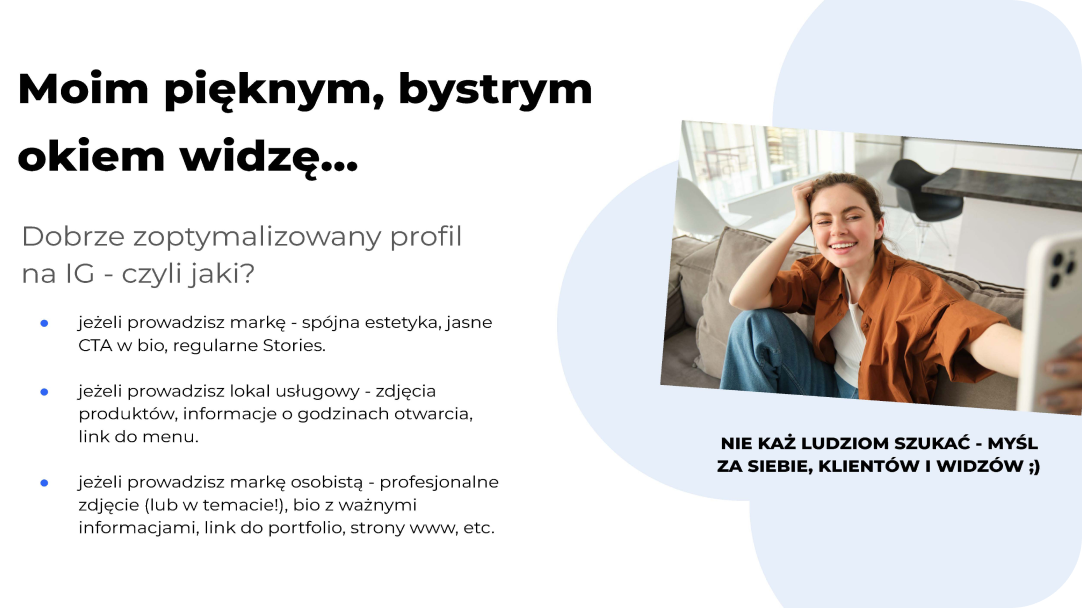 Moim pięknym, bystrym
okiem widzę...
Dobrze zoptymalizowany profil
na IG - czyli jaki?
● jeżeli prowadzisz markę - spójna estetyka, jasne
CTA w bio, regularne Stories.
● jeżeli prowadzisz lokal usługowy - zdjęcia
produktów, informacje o godzinach otwarcia,
link do menu.
● jeżeli prowadzisz markę osobistą - profesjonalne
zdjęcie (lub w temacie!), bio z ważnymi
informacjami, link do portfolio, strony www, etc.
NIE KAŻ LUDZIOM SZUKAĆ - MYŚL
ZA SIEBIE, KLIENTÓW I WIDZÓW ;)